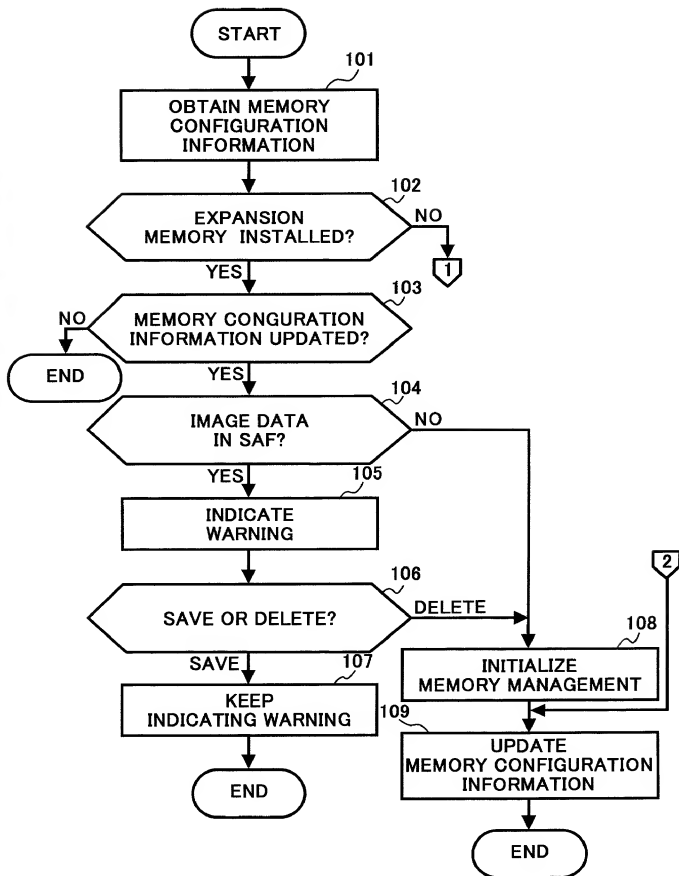 START
101
OBTAIN MEMORY
CONFIGURATION
INFORMATION
102
EXPANSION
MEMORY INSTALLED?
NO
1
YES
103
MEMORY CONGURATION
INFORMATION UPDATED?
NO
END
YES
104
IMAGE DATA
IN SAF?
NO
YES
105
INDICATE
WARNING
2
106
SAVE OR DELETE?
DELETE
SAVE
107
KEEP
INDICATING WARNING
END
108
INITIALIZE
MEMORY MANAGEMENT
109
UPDATE
MEMORY CONFIGURATION
INFORMATION
END